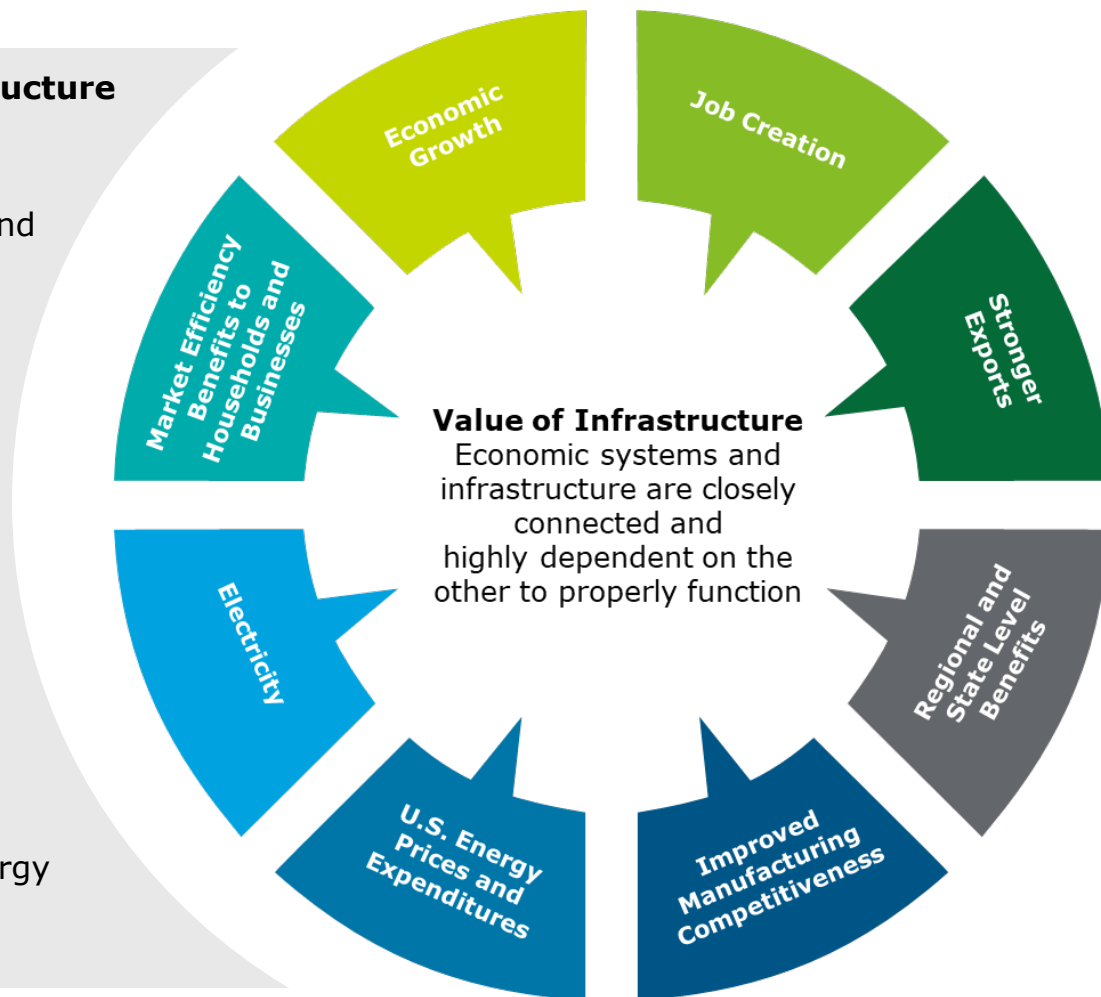 ucture
nd
rgy
Economic
Growth
Job Creation
Stronger
Exports
Regional and
State Level
Benefits
Improved
Manufacturing
Competitiveness
U.S. Energy
Prices and
Expenditures
Electricity
Market Efficiency
Benefits to
Households and
Businesses
Value of Infrastructure
Economic systems and
infrastructure are closely
connected and
highly dependent on the
other to properly function